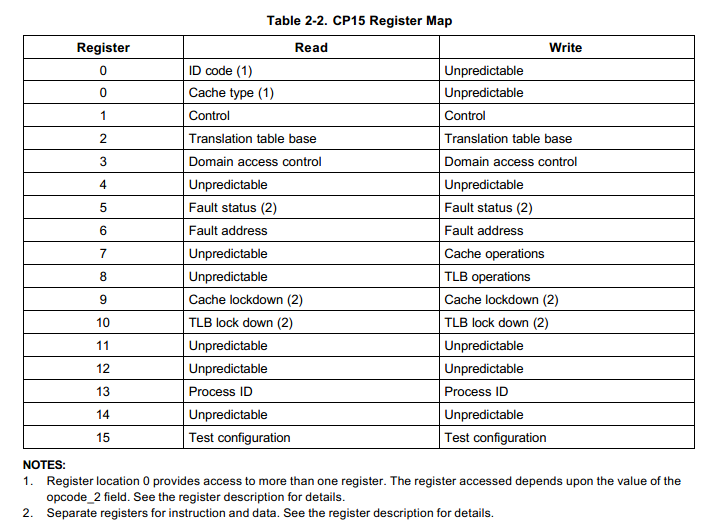 Table 2-2. CP15 Register Map
Register Read Write
0 ID code (1) Unpredictable
0 Cache type (1) Unpredictable
1 Control Control
2 Translation table base Translation table base
3 Domain access control Domain access control
4 Unpredictable Unpredictable
5 Fault status (2) Fault status (2)
6 Fault address Fault address
7 Unpredictable Cache operations
8 Unpredictable TLB operations
9 Cache lockdown (2) Cache lockdown (2)
10 TLB lock down (2) TLB lock down (2)
11 Unpredictable Unpredictable
12 Unpredictable Unpredictable
13 Process ID Process ID
14 Unpredictable Unpredictable
15 Test configuration Test configuration
NOTES:
1. Register location 0 provides access to more than one register. The register accessed depends upon the value of the
opcode_2 field. See the register description for details.
2. Separate registers for instruction and data. See the register description for details.